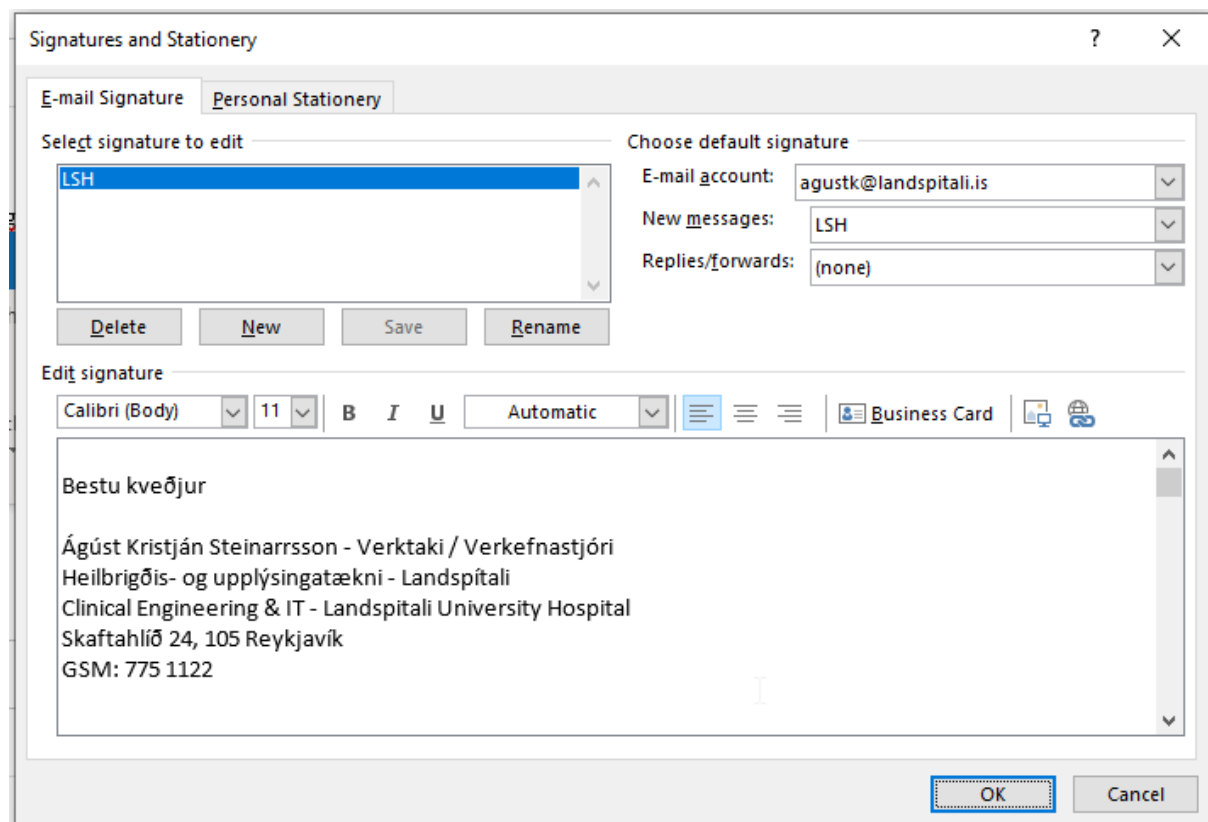 Signatures and Stationery
?
E-mail Signature
Personal Stationery
Select signature to edit
LSH
Delete
New
Save
Rename
Choose default signature
E-mail account:
agustk@landspitali.is
New messages:
LSH
Replies/forwards:
(none)
Edit signature
Calibri (Body)
11
B
I
U
Automatic
Business Card
Bestu kveðjur
Ágúst Kristján Steinarrsson - Verktaki / Verkefnastjóri
Heilbrigðis- og upplýsingatækni - Landspítali
Clinical Engineering & IT - Landspitali University Hospital
Skaftahlíð 24, 105 Reykjavík
GSM: 775 1122
OK
Cancel